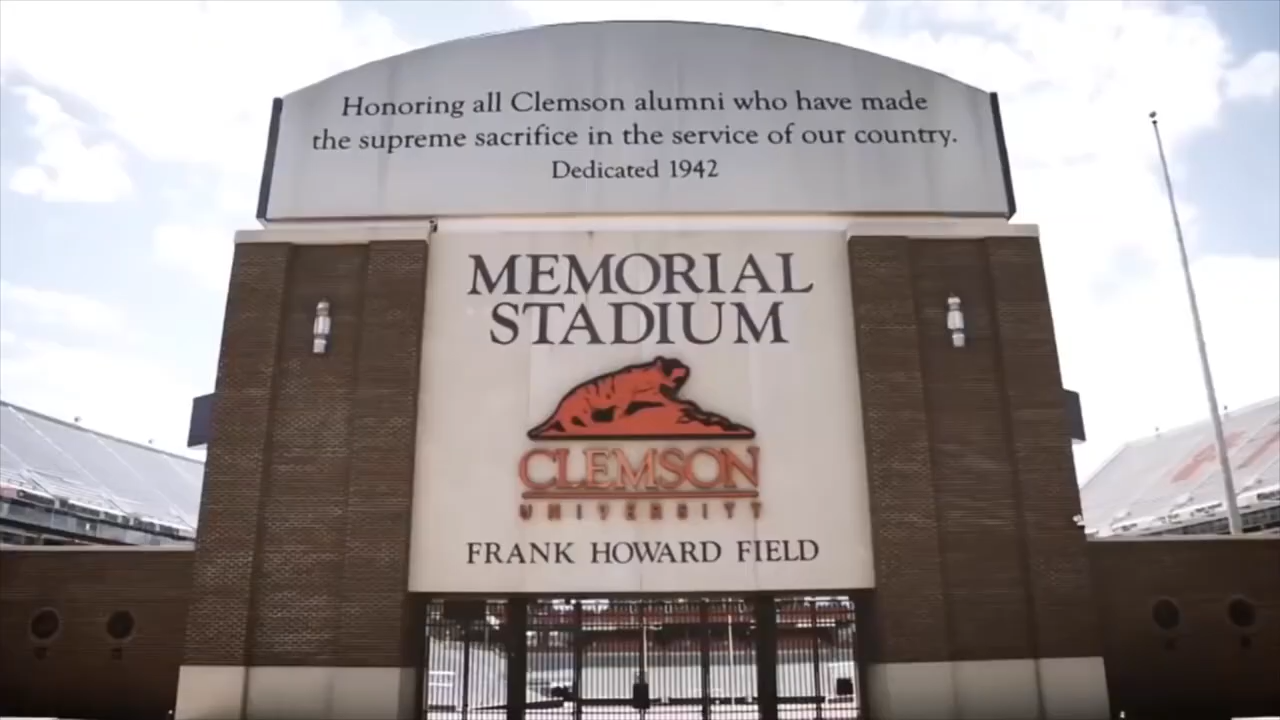 Honoring all Clemson alumni who have made
the supreme sacrifice in the service of our country.
Dedicated 1942
MEMORIAL
STADIUM
CLEMSON
UNIVERSITY
FRANK HOWARD FIELD